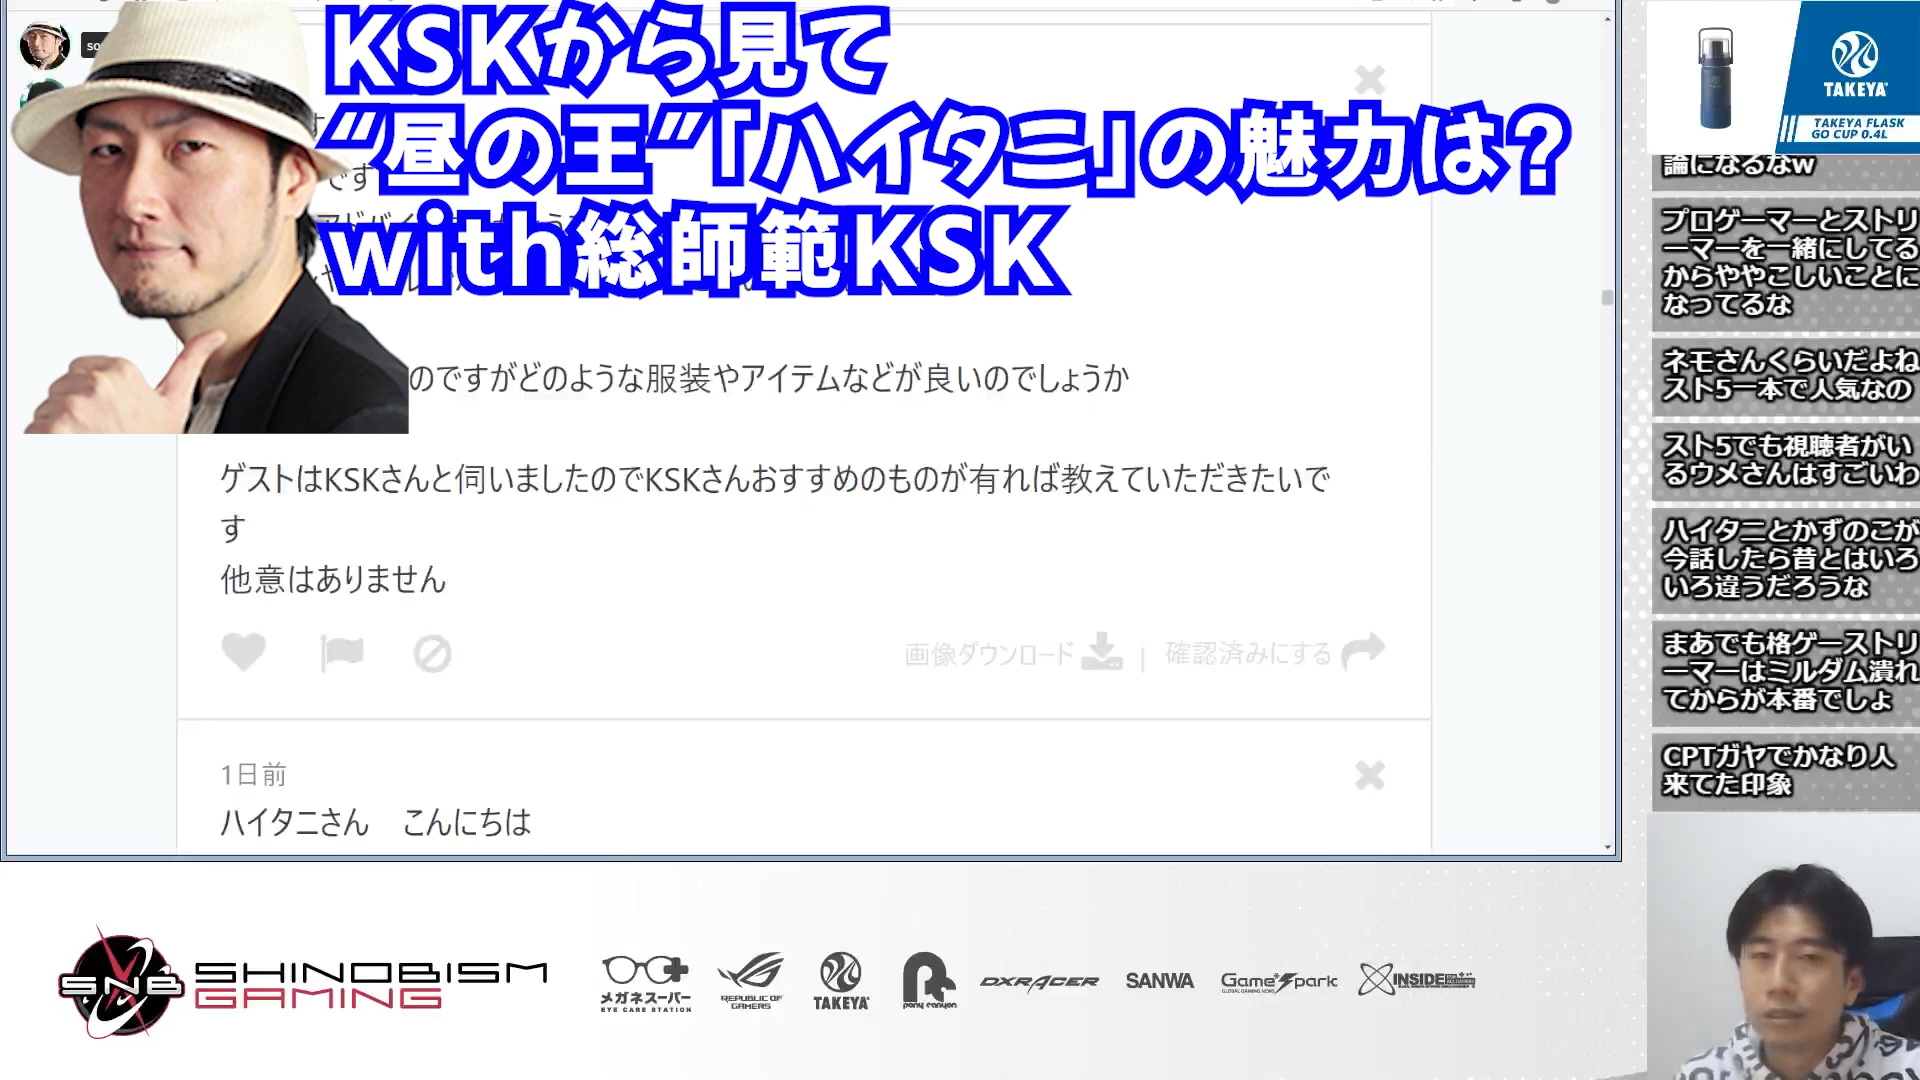 KSKから見て
“昼の王”「ハイタニ」の魅力は？
with総師範KSK
です
のですがどのような服装やアイテムなどが良いのでしょうか
ゲストはKSKさんと伺いましたのでKSKさんおすすめのものが有れば教えていただきたいで
す
他意はありません
画像ダウンロード | 確認済みにする
1日前
ハイタニさん　こんにちは
TAKEYA
TAKEYA FLASK
GO CUP 0.4L
論になるなw
プロゲーマーとストリ
ーマーを一緒にしてる
からややこしいことに
なってるな
ネモさんくらいだよね
スト5一本で人気なの
スト5でも視聴者がい
るウメさんはすごいわ
ハイタニとかずのこが
今話したら昔とはいろ
いろ違うだろうな
まあでも格ゲーストリ
ーマーはミルダム潰れ
てからが本番でしょ
CPTガヤでかなり人
来てた印象
SNB SHINOBISM
GAMING
メガネスーパー
EYE CARE STATION
REPUBLIC OF
GAMERS
TAKEYA
pony canyon
DXRACER
SANWA
Game*Spark
INSIDE